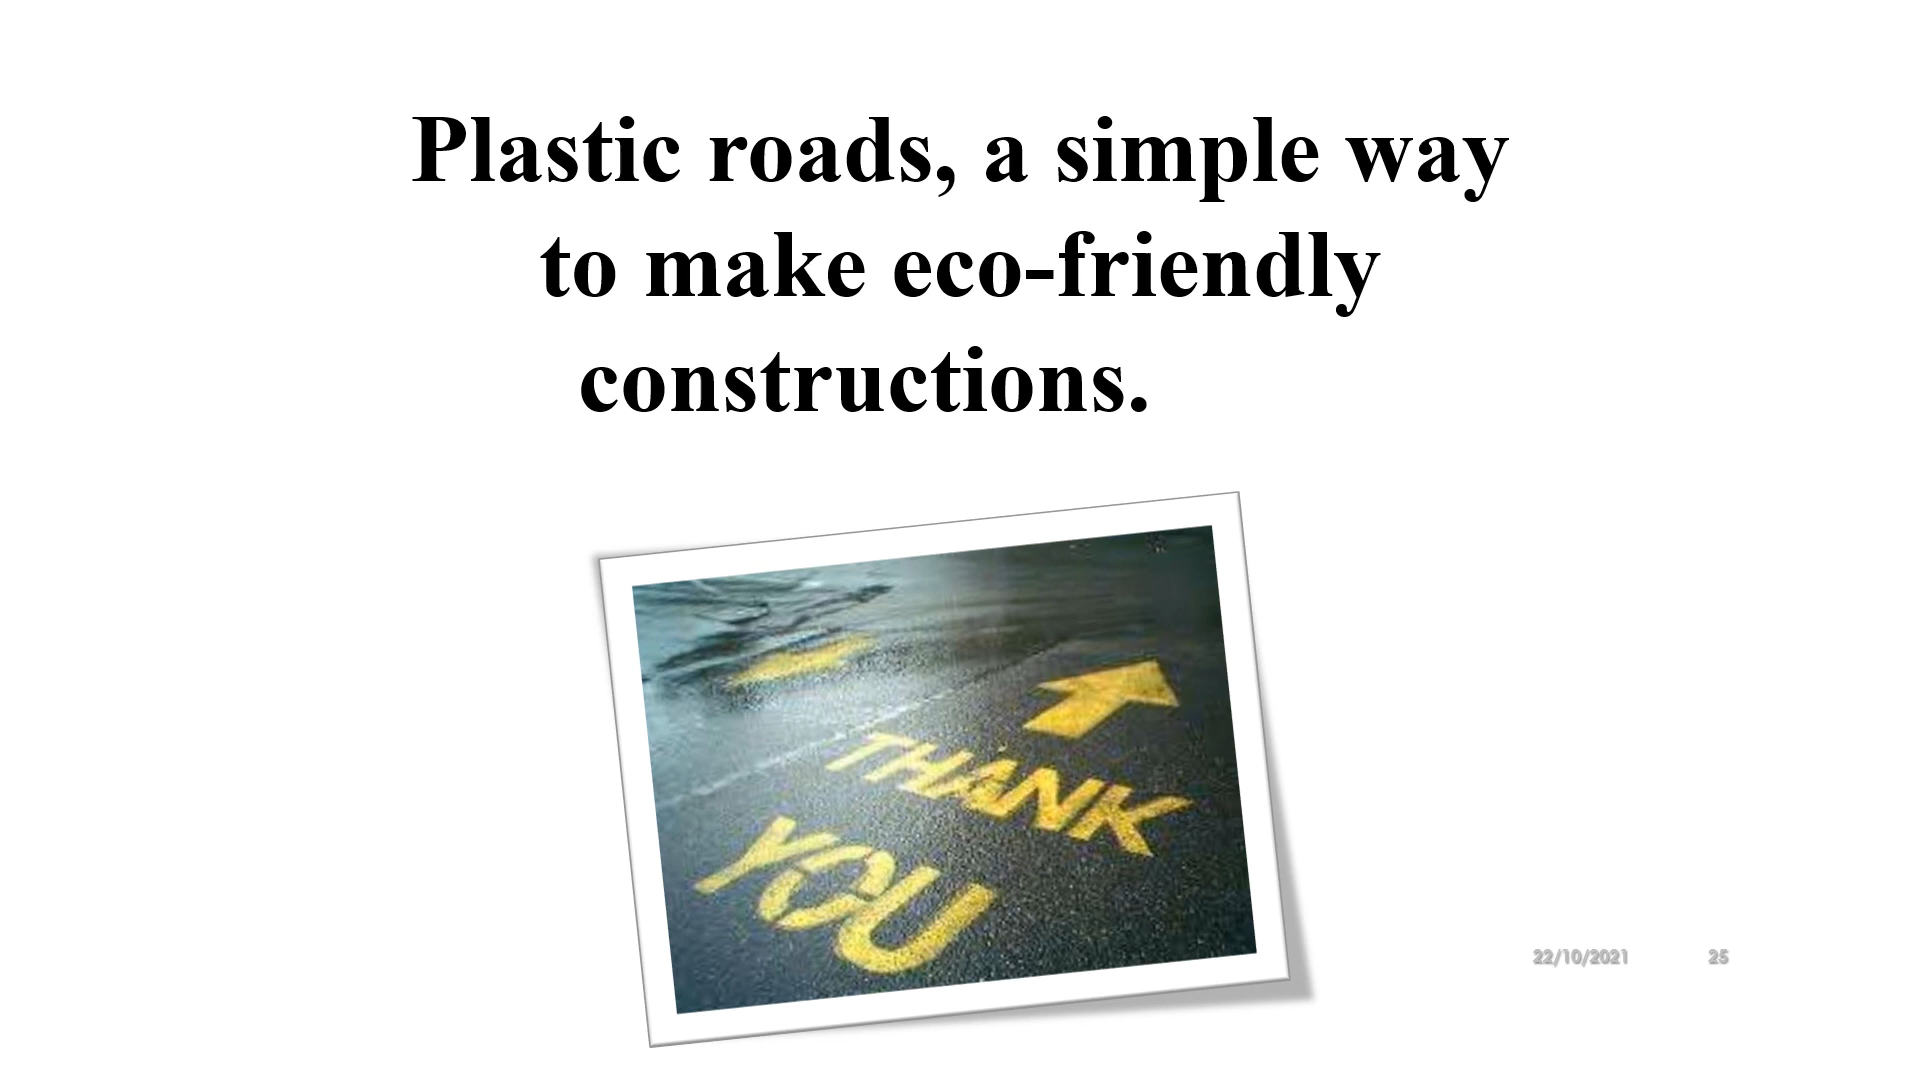 Plastic roads, a simple way
to make eco-friendly
constructions.
THANK
YOU
22/10/2021 25